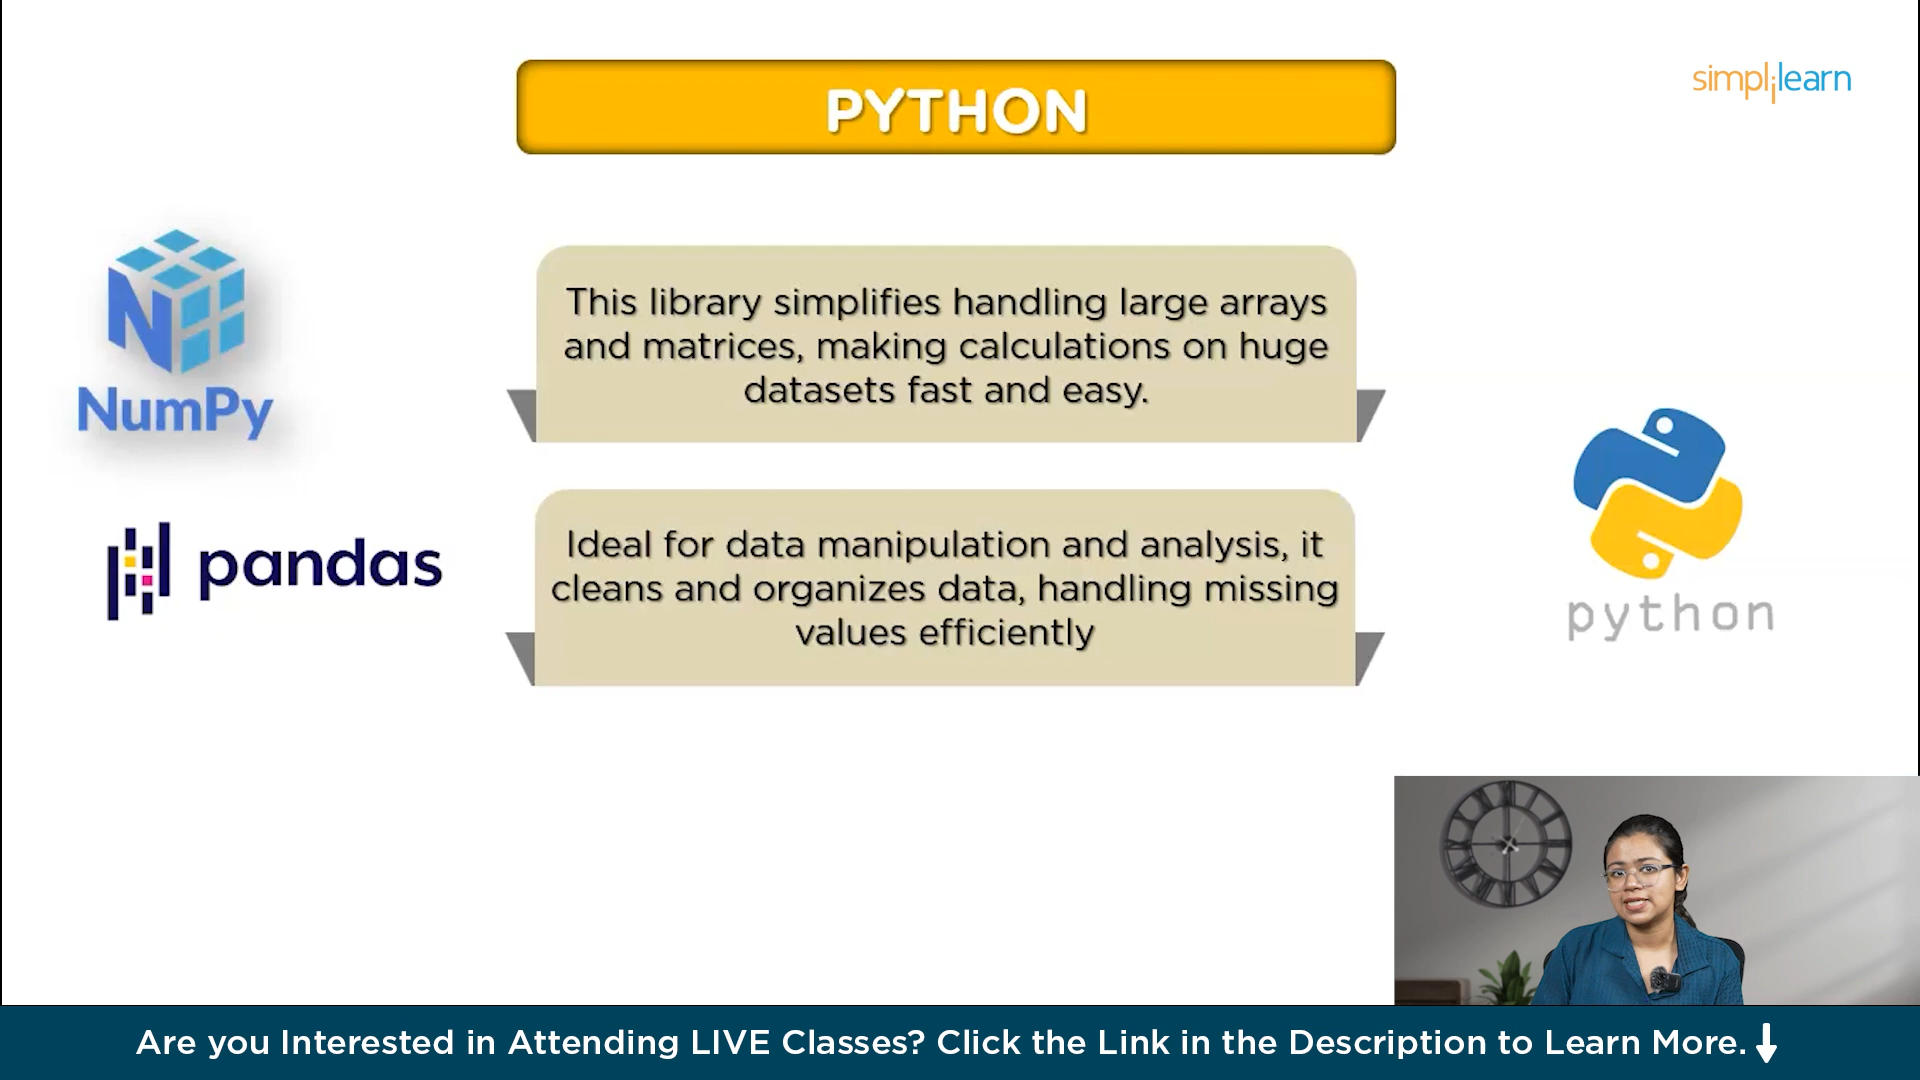 PYTHON
simplilearn
NumPy
This library simplifies handling large arrays
and matrices, making calculations on huge
datasets fast and easy.
pandas
Ideal for data manipulation and analysis, it
cleans and organizes data, handling missing
values efficiently
python
Are you Interested in Attending LIVE Classes? Click the Link in the Description to Learn More.